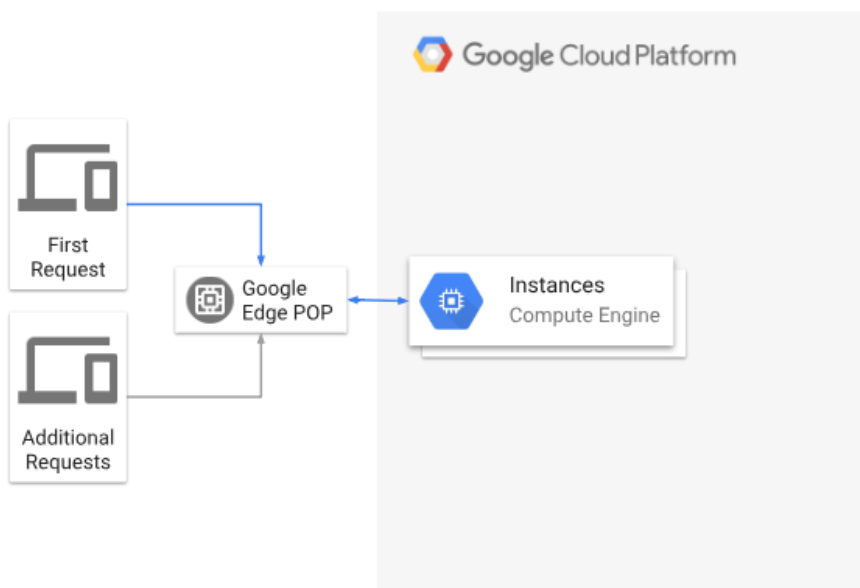 Google Cloud Platform
First
Request
Google
Edge POP
Instances
Compute Engine
Additional
Requests